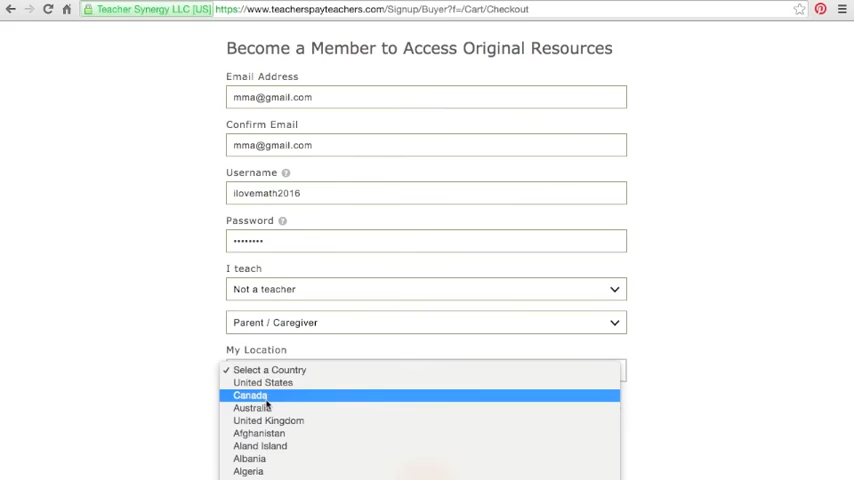 Teacher Synergy LLC [US] https://www.teacherspayteachers.com/Signup/Buyer?f=/Cart/Checkout
Become a Member to Access Original Resources
Email Address
mma@gmail.com
Confirm Email
mma@gmail.com
Username ?
ilovemath2016
Password ?
••••••••
I teach
Not a teacher
Parent / Caregiver
My Location
✓ Select a Country
United States
Canada
Australia
United Kingdom
Afghanistan
Aland Island
Albania
Algeria